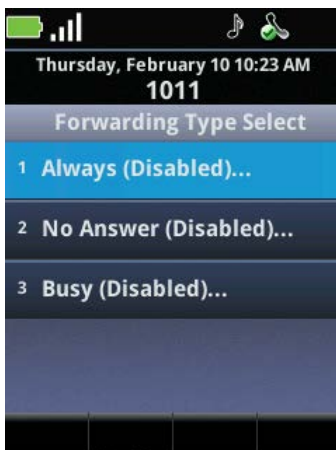 Thursday, February 10 10:23 AM
1011
Forwarding Type Select
1 Always (Disabled)...
2 No Answer (Disabled)...
3 Busy (Disabled)...